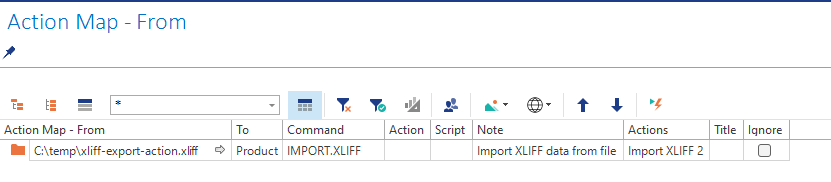 Action Map - From
*
Action Map - From To Command Action Script Note Actions Title Ignore
C:\temp\xliff-export-action.xliff Product IMPORT.XLIFF Import XLIFF data from file Import XLIFF 2